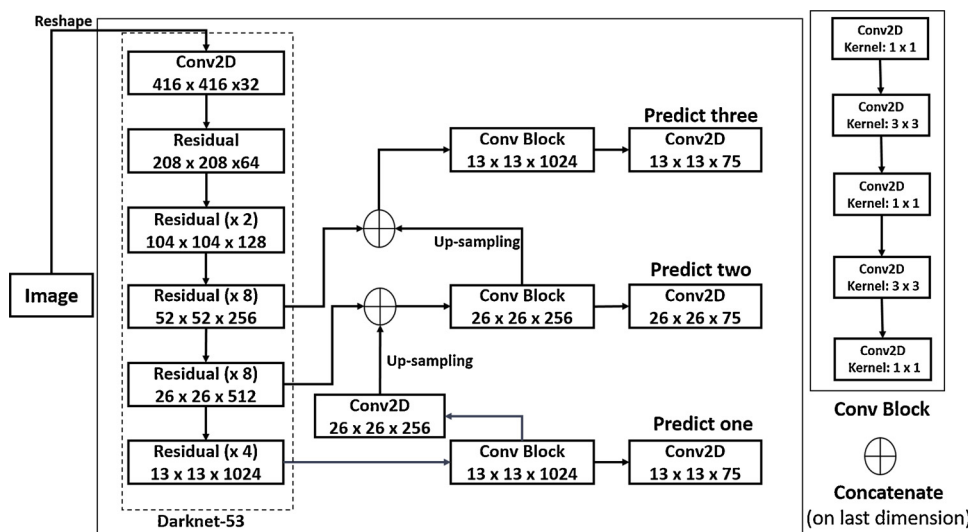 Reshape
Image
Conv2D
416 x 416 x32
Residual
208 x 208 x64
Residual (x 2)
104 x 104 x 128
Residual (x 8)
52 x 52 x 256
Residual (x 8)
26 x 26 x 512
Residual (x 4)
13 x 13 x 1024
Darknet-53
Predict three
Conv Block
13 x 13 x 1024
Conv2D
13 x 13 x 75
Up-sampling
Predict two
Conv Block
26 x 26 x 256
Conv2D
26 x 26 x 75
Up-sampling
Conv2D
26 x 26 x 256
Predict one
Conv Block
13 x 13 x 1024
Conv2D
13 x 13 x 75
Conv2D
Kernel: 1 x 1
Conv2D
Kernel: 3 x 3
Conv2D
Kernel: 1 x 1
Conv2D
Kernel: 3 x 3
Conv2D
Kernel: 1 x 1
Conv Block
Concatenate
(on last dimension)